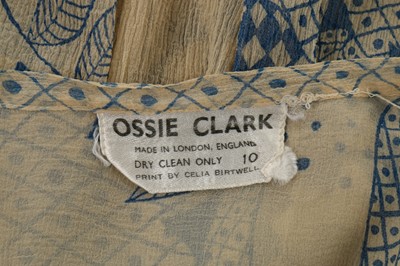 OSSIE CLARK
MADE IN LONDON, ENGLAND
DRY CLEAN ONLY 10
PRINT BY CELIA BIRTWELL